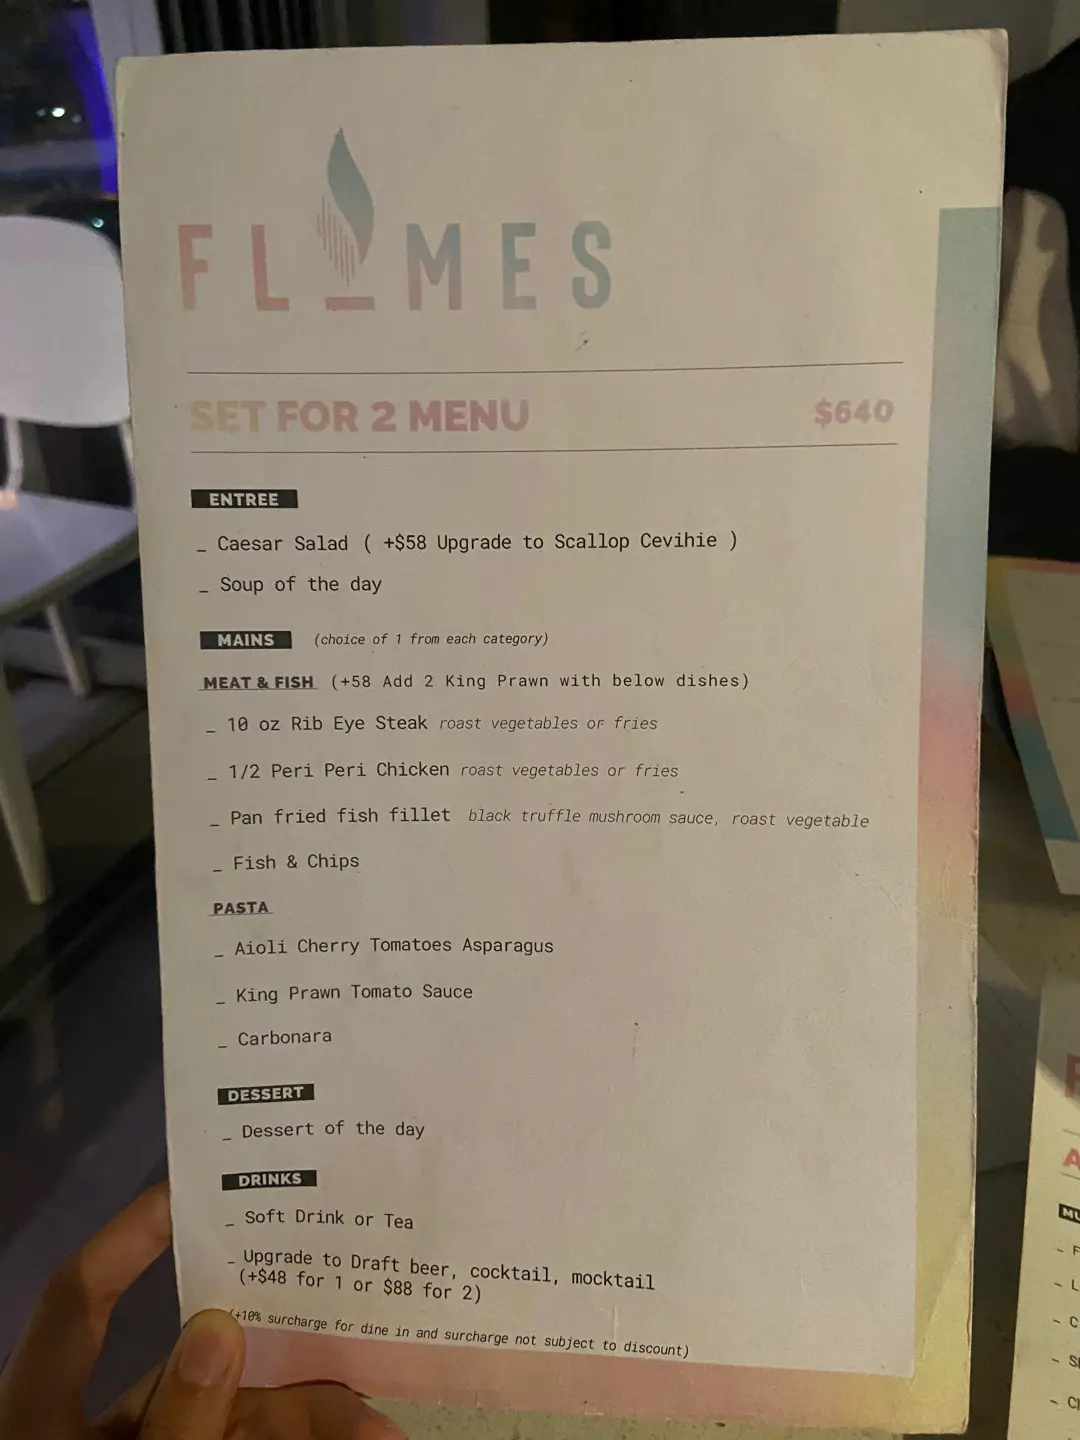 FLAMES
SET FOR 2 MENU $640
ENTREE
_ Caesar Salad ( +$58 Upgrade to Scallop Cevihie )
_ Soup of the day
MAINS (choice of 1 from each category)
MEAT & FISH (+58 Add 2 King Prawn with below dishes)
_ 10 oz Rib Eye Steak roast vegetables or fries
_ 1/2 Peri Peri Chicken roast vegetables or fries
_ Pan fried fish fillet black truffle mushroom sauce, roast vegetable
_ Fish & Chips
PASTA
_ Aioli Cherry Tomatoes Asparagus
_ King Prawn Tomato Sauce
_ Carbonara
DESSERT
_ Dessert of the day
DRINKS
_ Soft Drink or Tea
_ Upgrade to Draft beer, cocktail, mocktail
(+$48 for 1 or $88 for 2)
(+10% surcharge for dine in and surcharge not subject to discount)